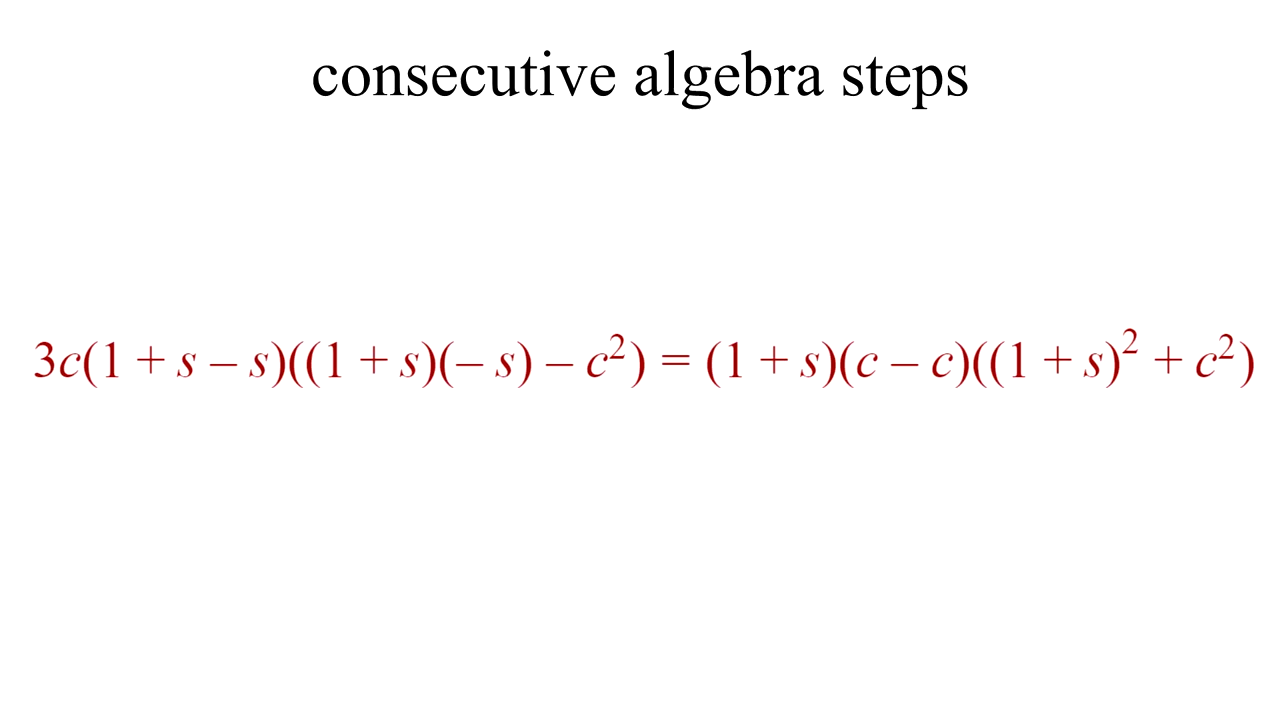 consecutive algebra steps
3c(1 + s – s)((1 + s)(– s) – c²) = (1 + s)(c – c)((1 + s)² + c²)